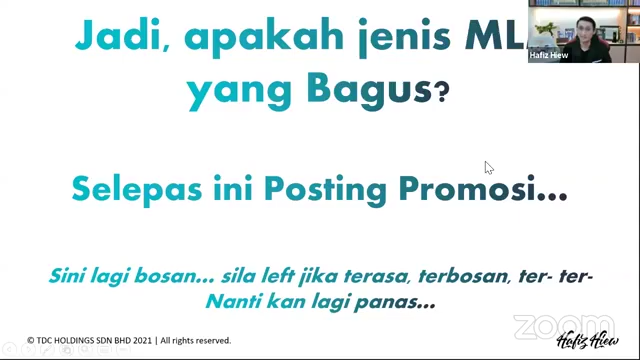 Jadi, apakah jenis ML
yang Bagus?
Hafiz Hiew
Selepas ini Posting Promosi...
Sini lagi bosan... sila left jika terasa, terbosan, ter- ter-
Nanti kan lagi panas...
zoom
© TDC HOLDINGS SDN BHD 2021 | All rights reserved.
Hafiz Hiew